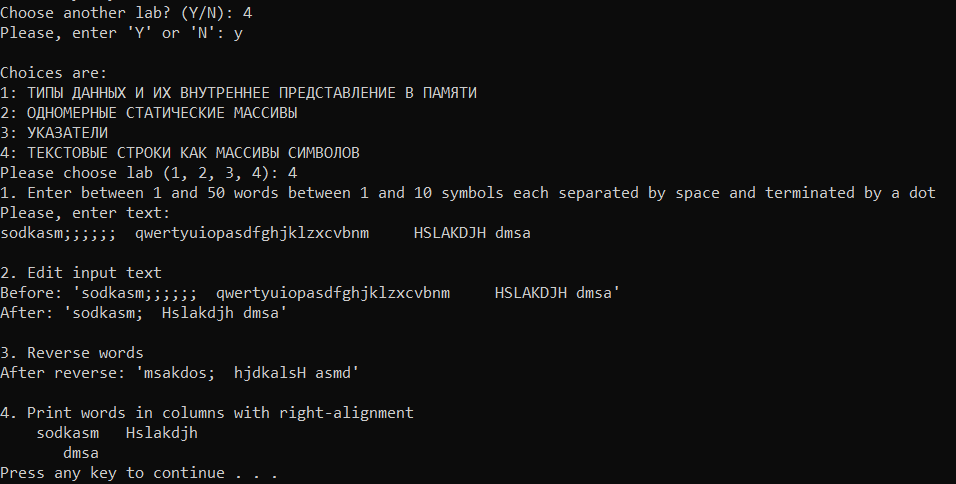 Choose another lab? (Y/N): 4
Please, enter 'Y' or 'N': y
Choices are:
1: ТИПЫ ДАННЫХ И ИХ ВНУТРЕННЕЕ ПРЕДСТАВЛЕНИЕ В ПАМЯТИ
2: ОДНОМЕРНЫЕ СТАТИЧЕСКИЕ МАССИВЫ
3: УКАЗАТЕЛИ
4: ТЕКСТОВЫЕ СТРОКИ КАК МАССИВЫ СИМВОЛОВ
Please choose lab (1, 2, 3, 4): 4
1. Enter between 1 and 50 words between 1 and 10 symbols each separated by space and terminated by a dot
Please, enter text:
sodkasm;;;;;;  qwertyuiopasdfghjklzxcvbnm     HSLAKDJH dmsa
2. Edit input text
Before: 'sodkasm;;;;;;  qwertyuiopasdfghjklzxcvbnm     HSLAKDJH dmsa'
After: 'sodkasm;  Hslakdjh dmsa'
3. Reverse words
After reverse: 'msakdos;  hjdkalsH asmd'
4. Print words in columns with right-alignment
    sodkasm   Hslakdjh
       dmsa
Press any key to continue . . .